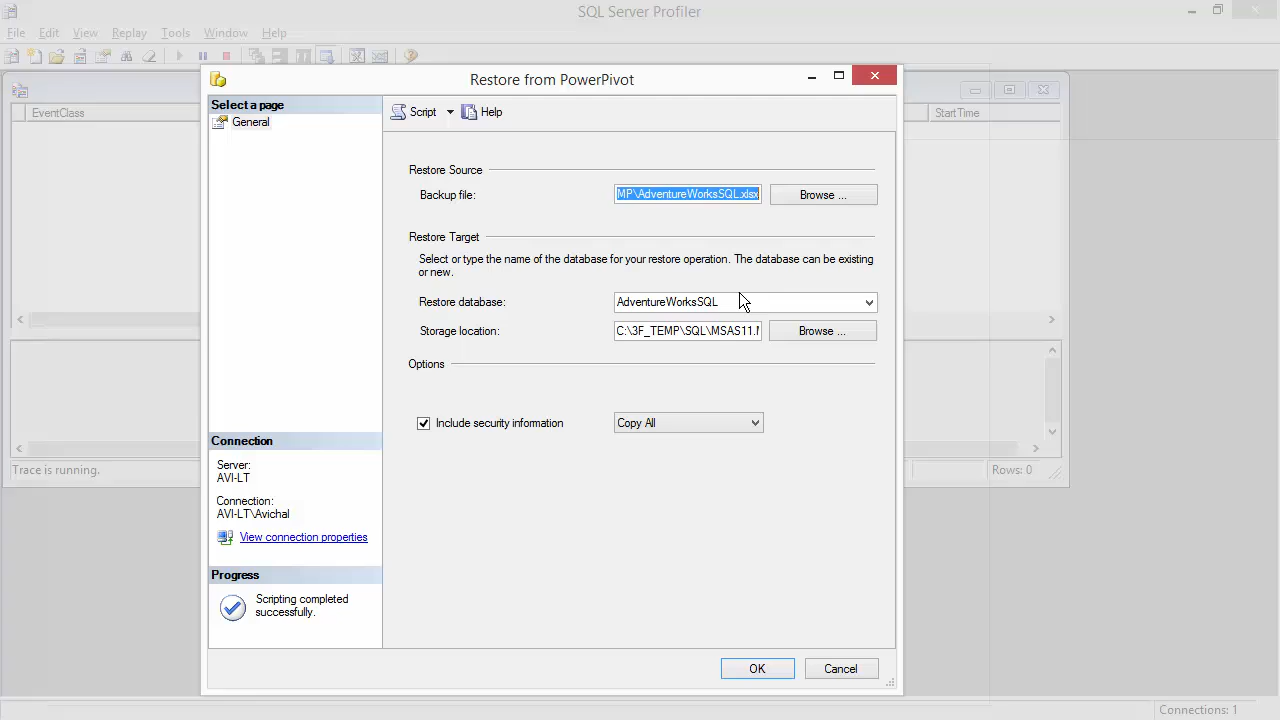 SQL Server Profiler
File Edit View Replay Tools Window Help
Restore from PowerPivot
EventClass
StartTime
Select a page
General
Script
Help
Restore Source
Backup file:
MP\AdventureWorksSQL.xlsx
Browse ...
Restore Target
Select or type the name of the database for your restore operation. The database can be existing
or new.
Restore database:
AdventureWorksSQL
Storage location:
C:\3F_TEMP\SQL\MSAS11.
Browse ...
Options
Include security information
Copy All
Connection
Server:
AVI-LT
Connection:
AVI-LT\Avichal
View connection properties
Progress
Scripting completed
successfully.
Trace is running.
Rows: 0
OK
Cancel
Connections: 1